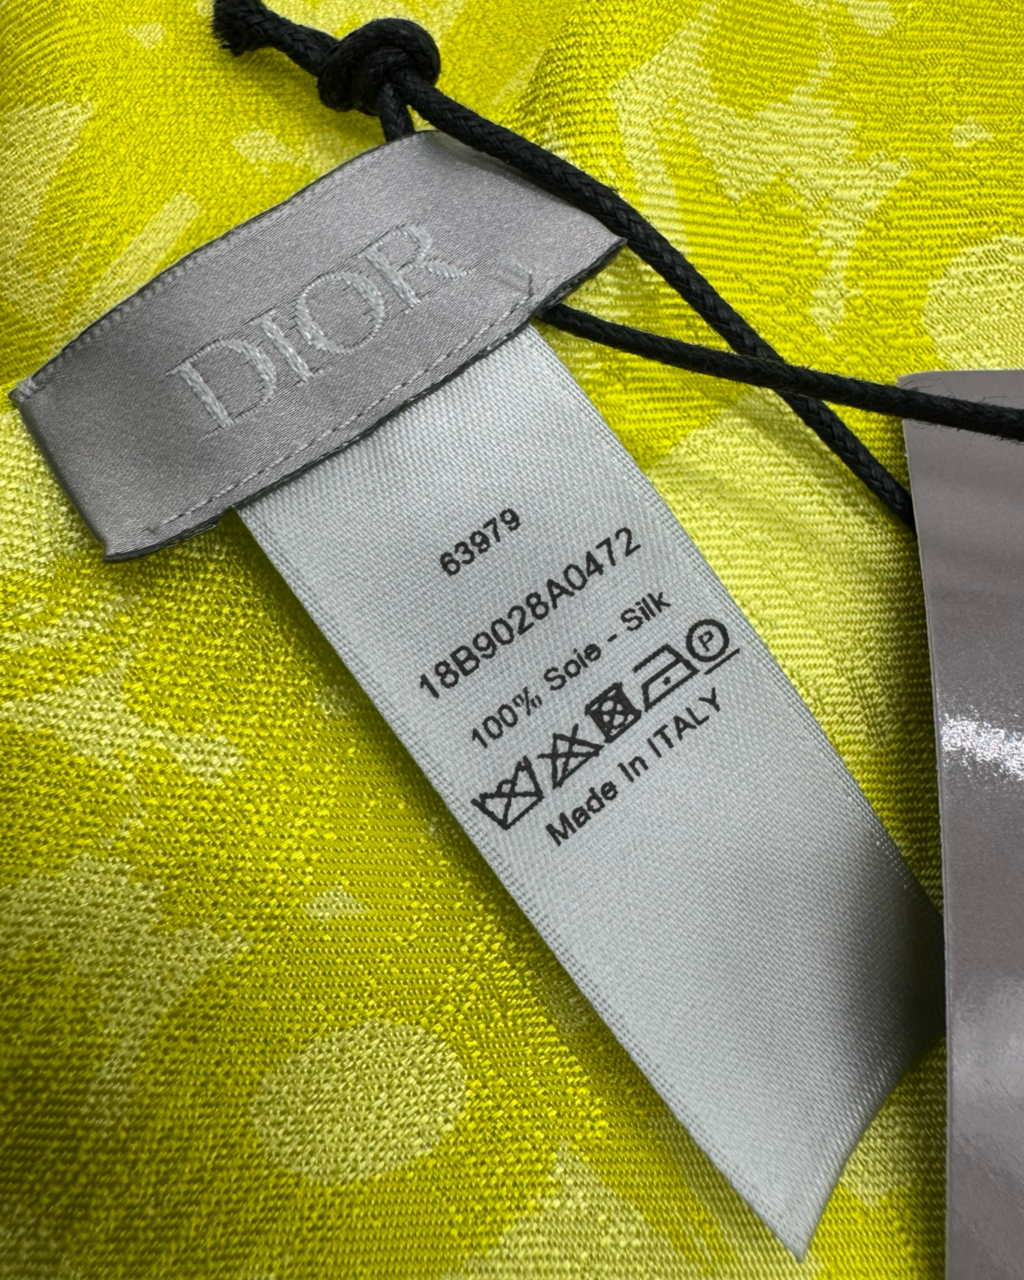 DIOR
63979
18B9028A0472
100% Soie - Silk
P
Made in ITALY